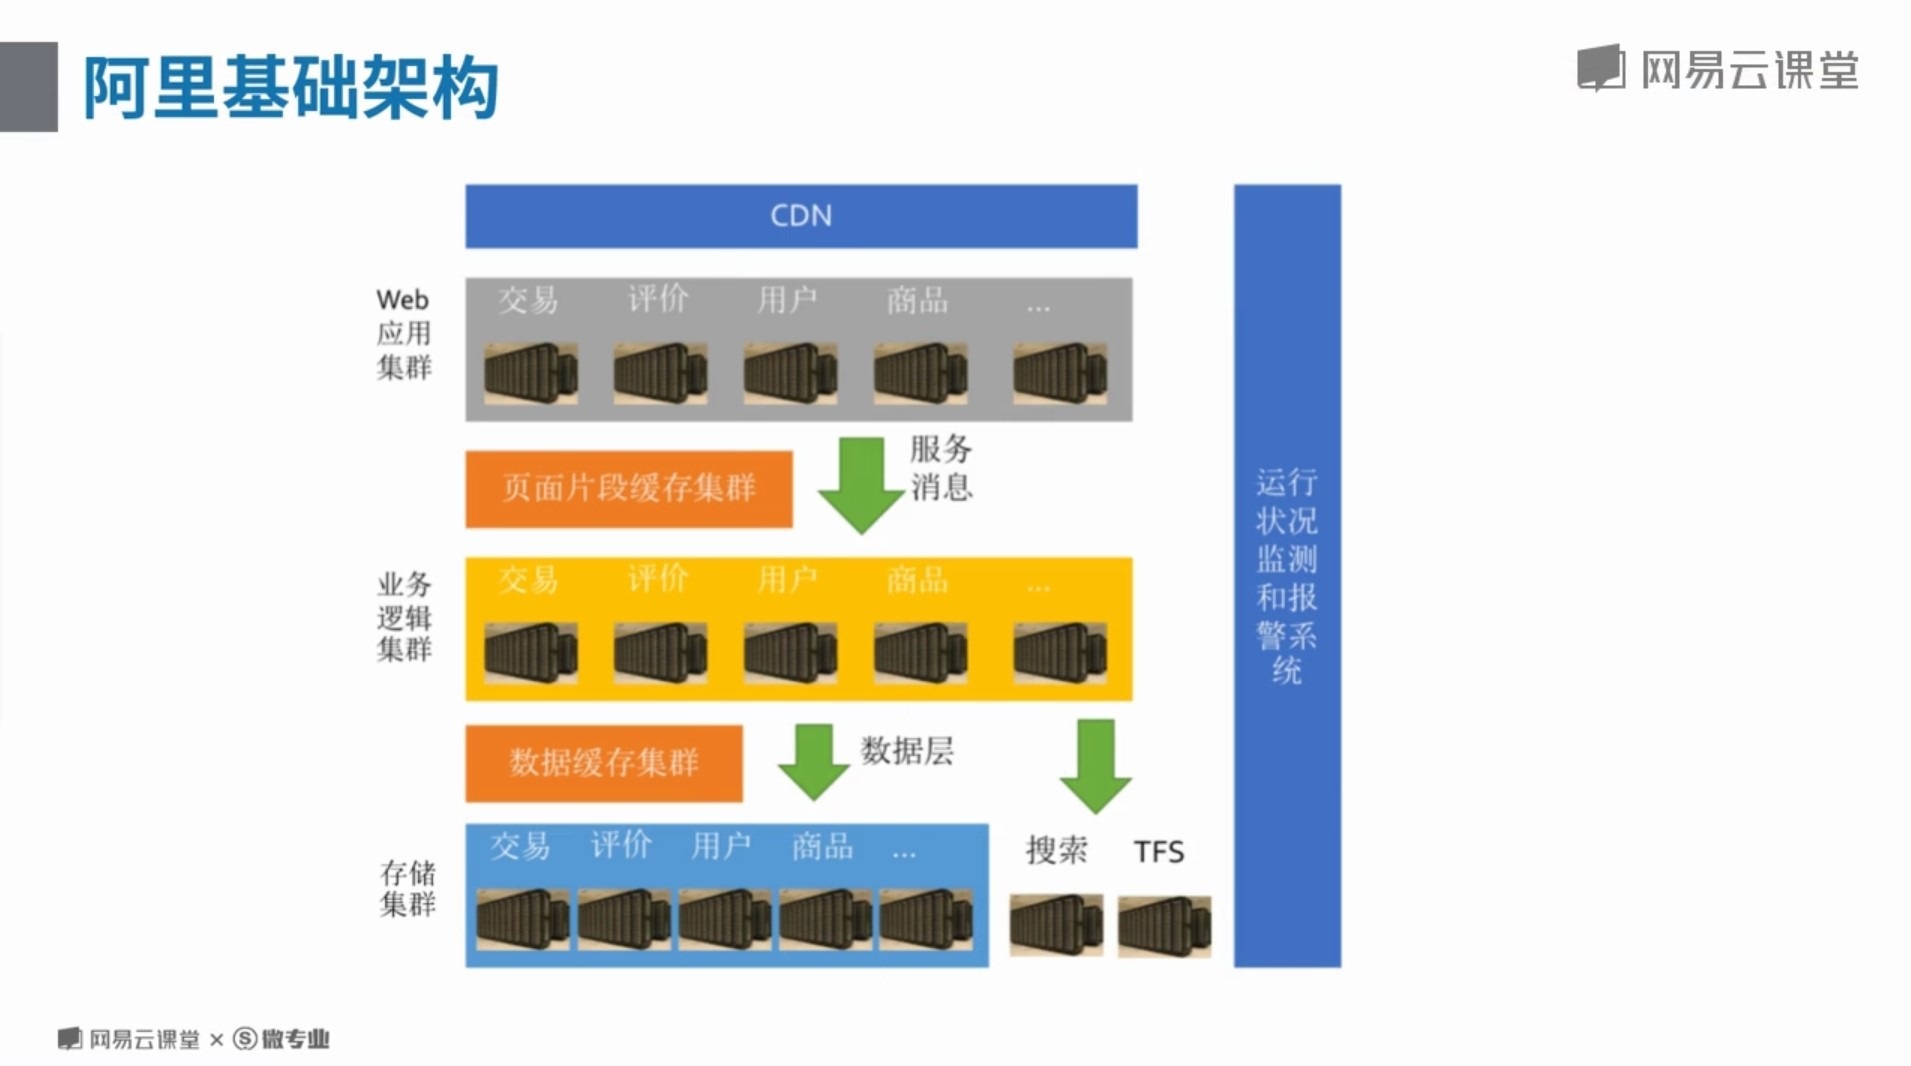 阿里基础架构
网易云课堂
CDN
Web
应用
集群
交易 评价 用户 商品 ...
页面片段缓存集群
服务
消息
业务
逻辑
集群
交易 评价 用户 商品 ...
数据缓存集群
数据层
存储
集群
交易 评价 用户 商品 ...
搜索 TFS
运行
状况
监测
和报
警系
统
网易云课堂 × Ⓢ微专业